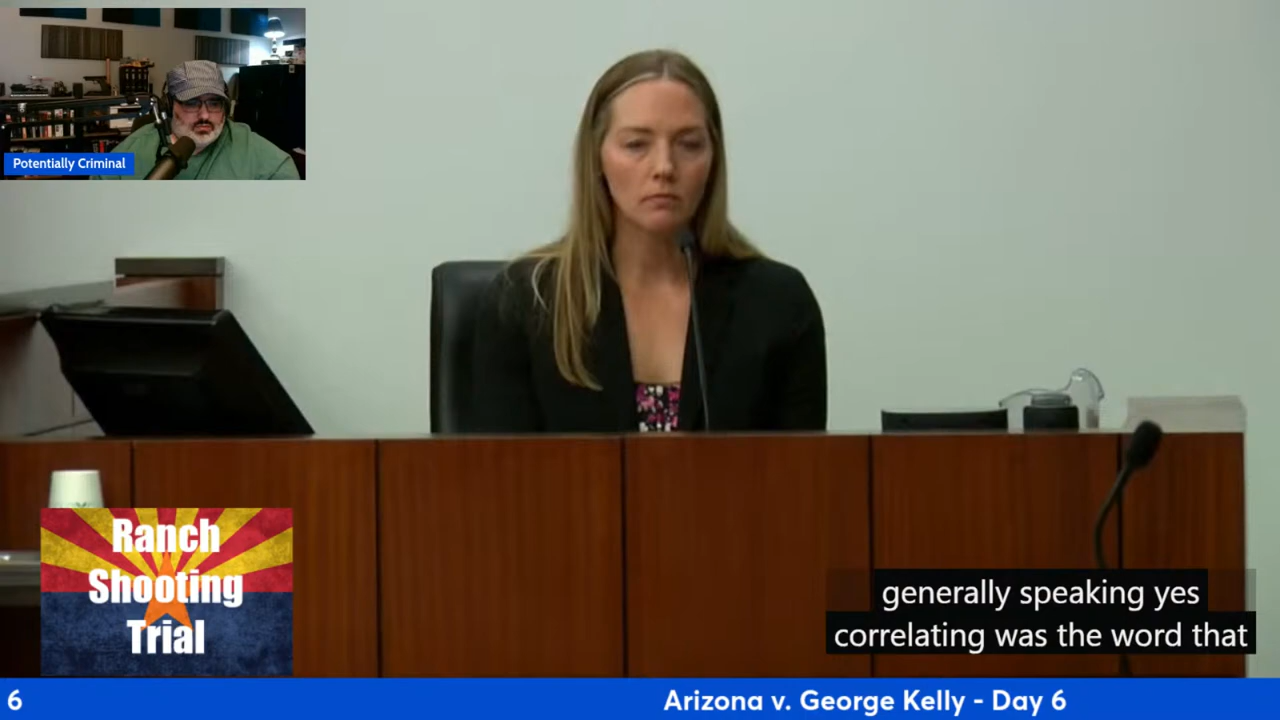 Potentially Criminal
Ranch
Shooting
Trial
generally speaking yes
correlating was the word that
6
Arizona v. George Kelly - Day 6